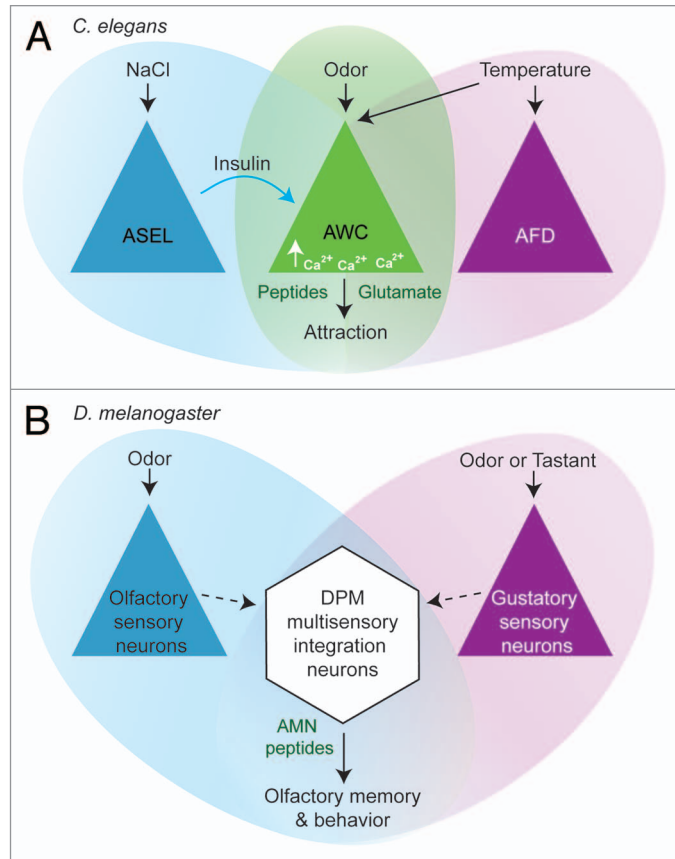 A
C. elegans
NaCl
Odor
Temperature
Insulin
ASEL
AWC
AFD
Ca²⁺ Ca²⁺ Ca²⁺
Peptides
Glutamate
Attraction
B
D. melanogaster
Odor
Odor or Tastant
Olfactory
sensory
neurons
DPM
multisensory
integration
neurons
Gustatory
sensory
neurons
AMN
peptides
Olfactory memory
& behavior